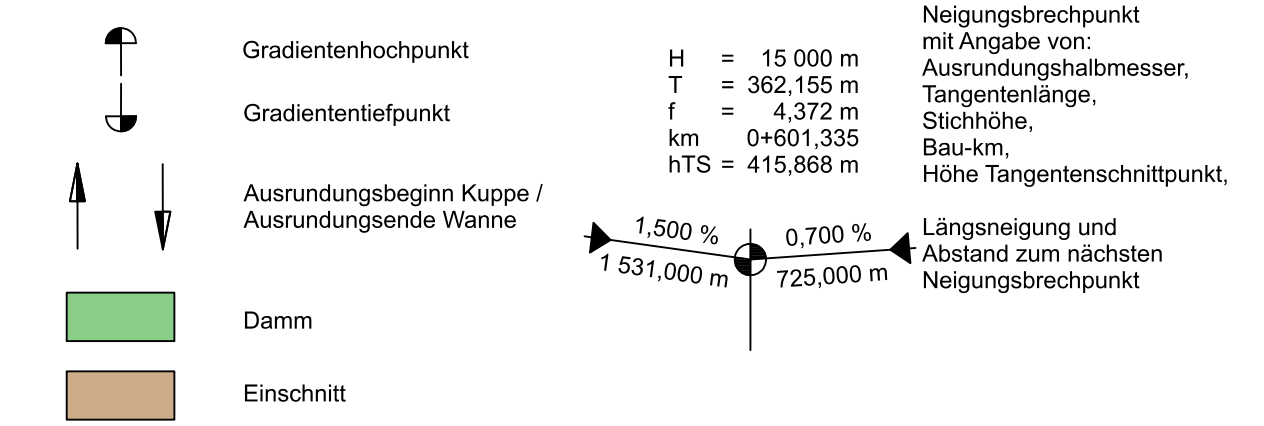 Gradientenhochpunkt
Gradiententiefpunkt
Ausrundungsbeginn Kuppe /
Ausrundungsende Wanne
Damm
Einschnitt
H = 15 000 m
T = 362,155 m
f = 4,372 m
km 0+601,335
hTS = 415,868 m
1,500 %
0,700 %
1 531,000 m
725,000 m
Neigungsbrechpunkt
mit Angabe von:
Ausrundungshalbmesser,
Tangentenlänge,
Stichhöhe,
Bau-km,
Höhe Tangentenschnittpunkt,
Längsneigung und
Abstand zum nächsten
Neigungsbrechpunkt